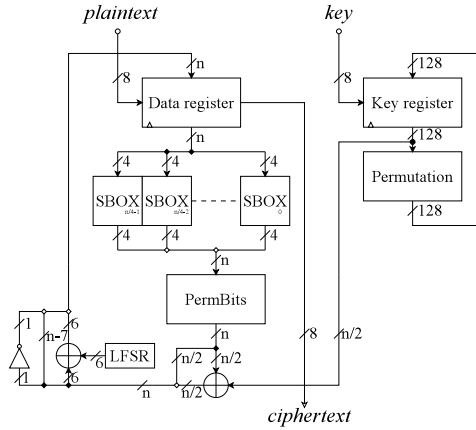 plaintext key
n 128
8 8
Data register Key register
n 128
4 4 4
SBOX n/4-1 SBOX n/4-2 SBOX 0 Permutation
128
4 4 4
n
PermBits
n
1 n-7 6 8 n/2
LFSR n/2 n/2
6
1 6 n n/2
ciphertext